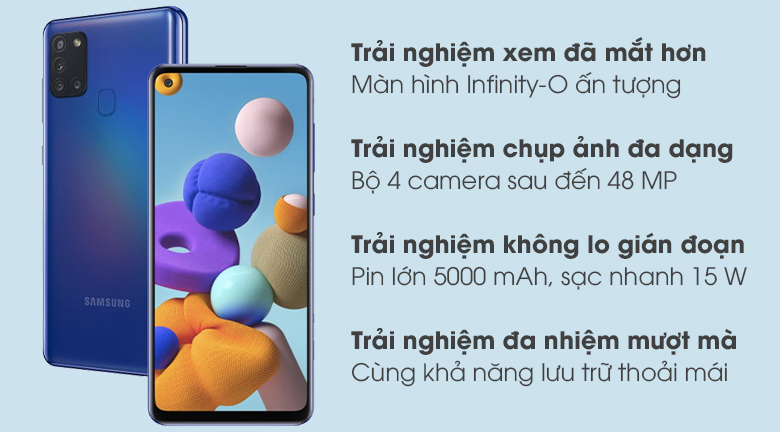 Trải nghiệm xem đã mắt hơn
Màn hình Infinity-O ấn tượng
Trải nghiệm chụp ảnh đa dạng
Bộ 4 camera sau đến 48 MP
Trải nghiệm không lo gián đoạn
Pin lớn 5000 mAh, sạc nhanh 15 W
Trải nghiệm đa nhiệm mượt mà
Cùng khả năng lưu trữ thoải mái
SAMSUNG